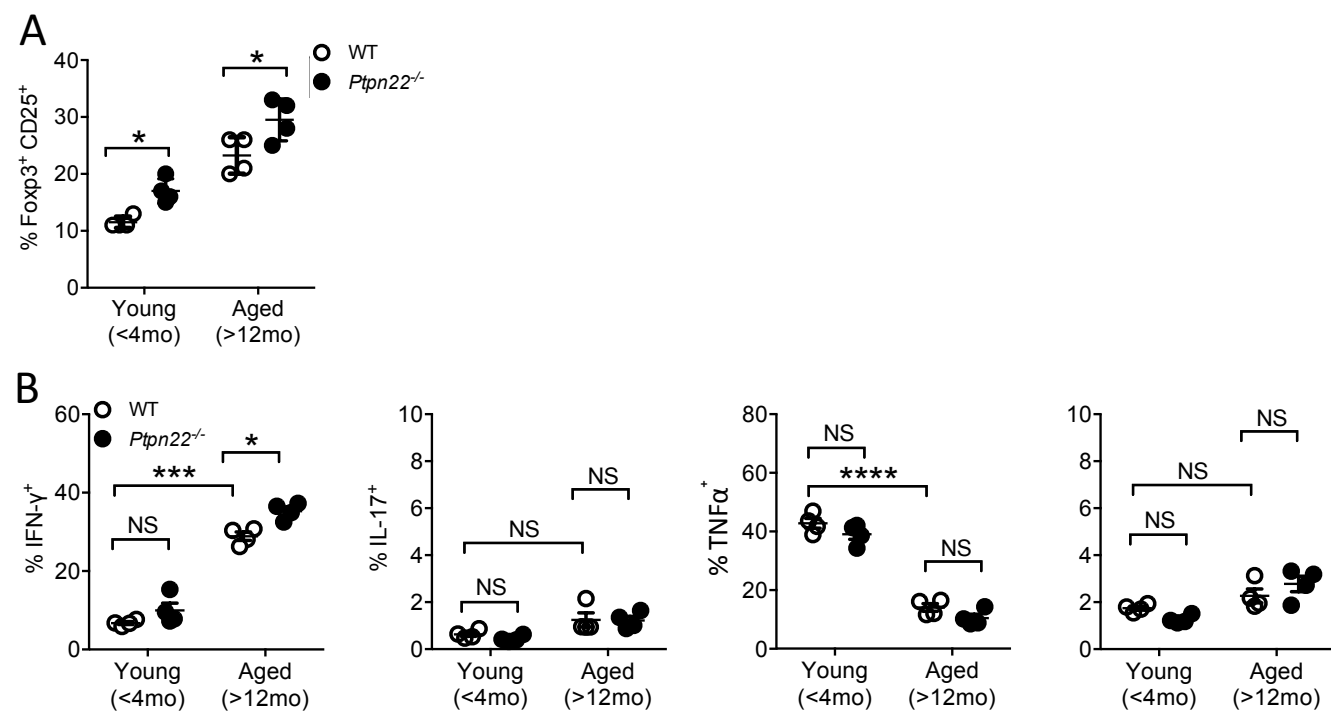 A
WT
Ptpn22-/-
% Foxp3+ CD25+
40
30
20
10
0
*
*
Young
(<4mo)
Aged
(>12mo)
B
WT
Ptpn22-/-
% IFN-γ+
60
40
20
0
NS
***
*
Young
(<4mo)
Aged
(>12mo)
% IL-17+
10
8
6
4
2
0
NS
NS
NS
Young
(<4mo)
Aged
(>12mo)
% TNFα+
80
60
40
20
0
NS
****
NS
Young
(<4mo)
Aged
(>12mo)
10
8
6
4
2
0
NS
NS
NS
Young
(<4mo)
Aged
(>12mo)